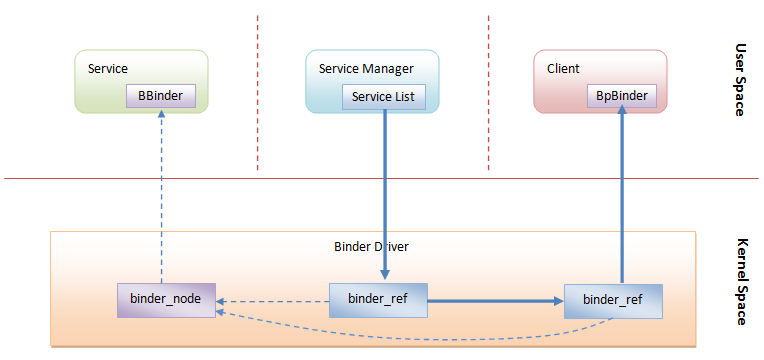 Service
BBinder
Service Manager
Service List
Client
BpBinder
User Space
Binder Driver
binder_node
binder_ref
binder_ref
Kernel Space